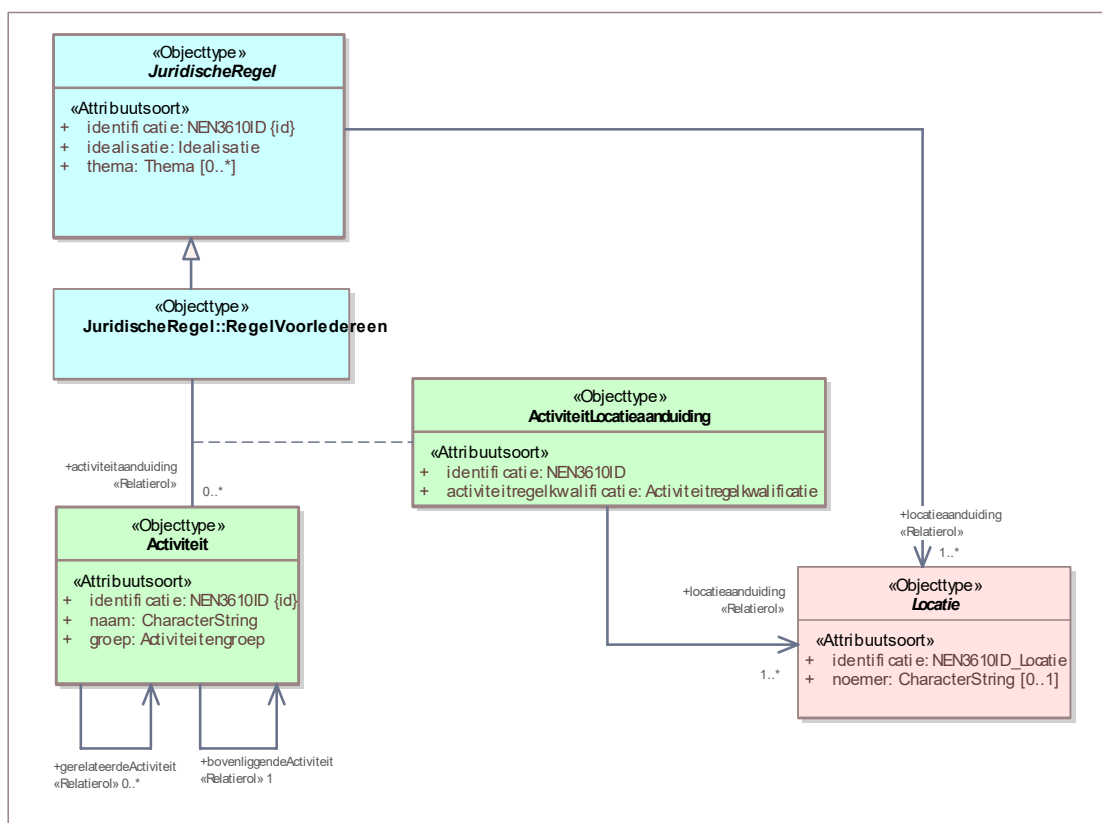 «Objecttype»
JuridischeRegel
«Attribuutsoort»
+ identificatie: NEN3610ID {id}
+ idealisatie: Idealisatie
+ thema: Thema [0..*]
«Objecttype»
JuridischeRegel::RegelVoorIedereen
«Objecttype»
ActiviteitLocatieaanduiding
«Attribuutsoort»
+ identificatie: NEN3610ID
+ activiteitregelkwalificatie: Activiteitregelkwalificatie
+activiteitaanduiding
«Relatierol»
0..*
«Objecttype»
Activiteit
«Attribuutsoort»
+ identificatie: NEN3610ID {id}
+ naam: CharacterString
+ groep: Activiteitengroep
+gerelateerdeActiviteit
«Relatierol» 0..*
+bovenliggendeActiviteit
«Relatierol» 1
+locatieaanduiding
«Relatierol»
1..*
+locatieaanduiding
«Relatierol»
1..*
«Objecttype»
Locatie
«Attribuutsoort»
+ identificatie: NEN3610ID_Locatie
+ noemer: CharacterString [0..1]